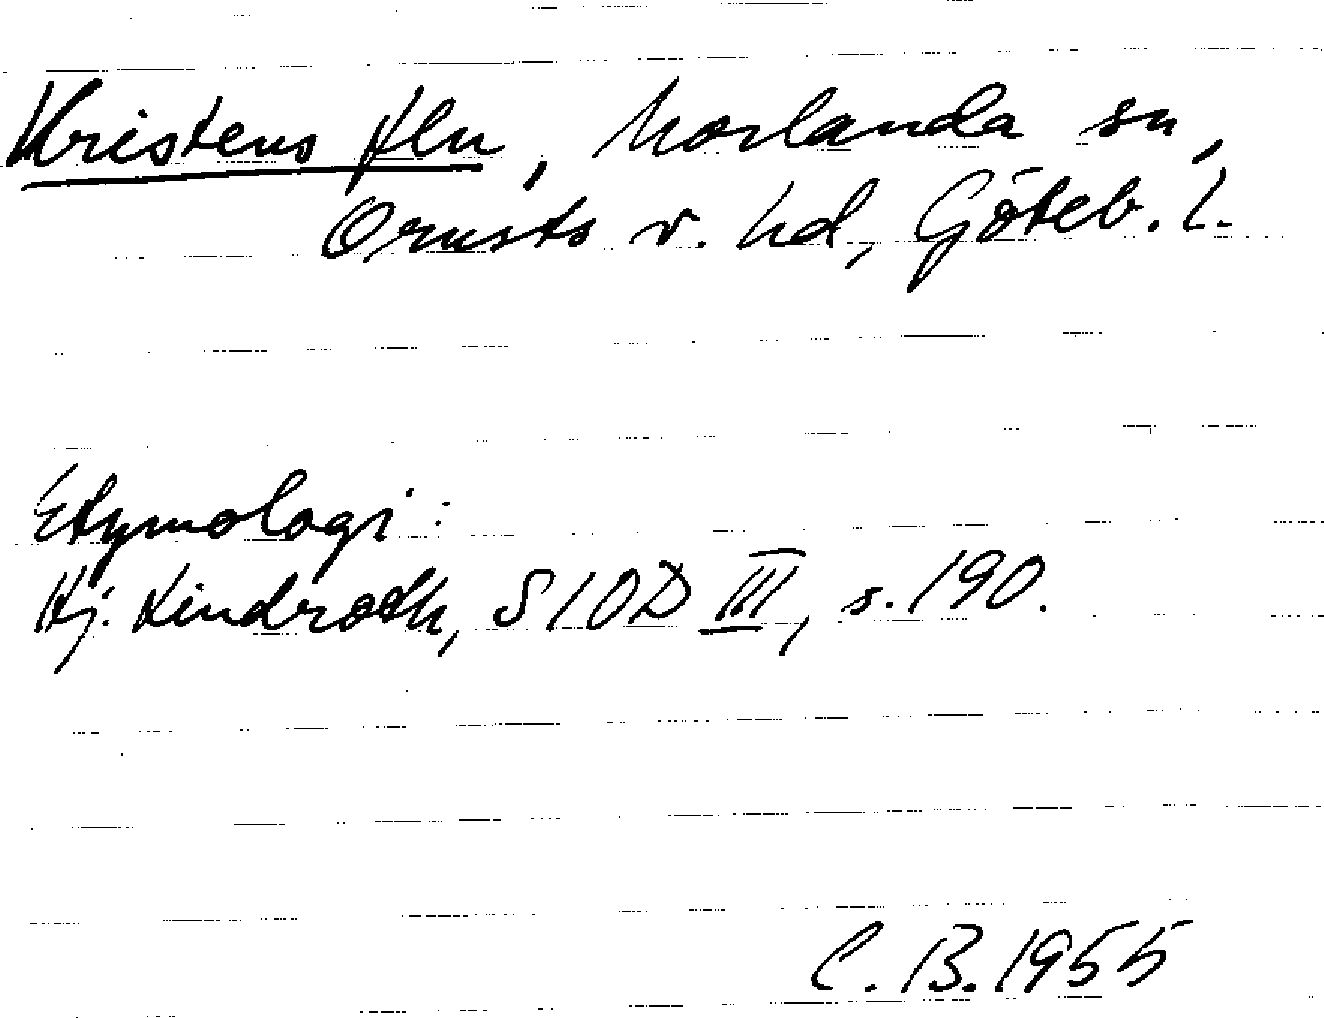 Kristens flu, Morlanda sn,
Orusts v. hd, Göteb. l.
Etymologi:
Hj. Lindroth, SIOD III, s. 190.
C. B. 1955